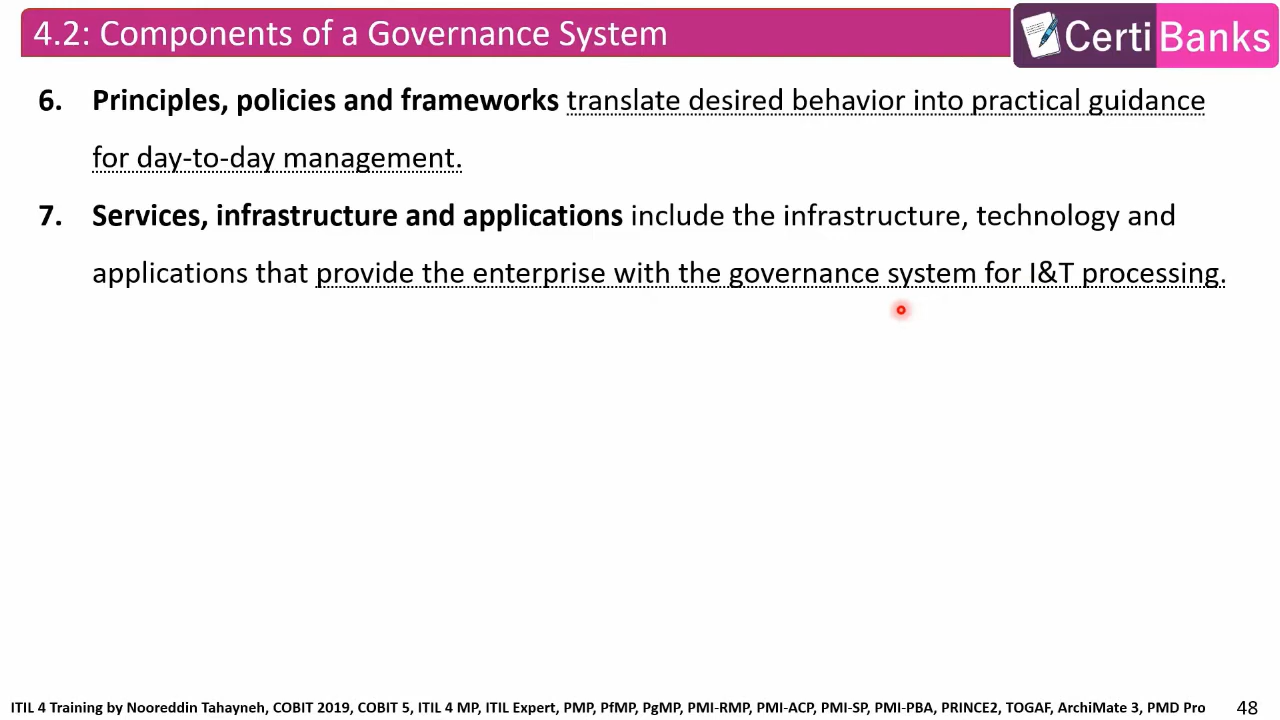 4.2: Components of a Governance System
Certi Banks
6. Principles, policies and frameworks translate desired behavior into practical guidance
for day-to-day management.
7. Services, infrastructure and applications include the infrastructure, technology and
applications that provide the enterprise with the governance system for I&T processing.
ITIL 4 Training by Nooreddin Tahayneh, COBIT 2019, COBIT 5, ITIL 4 MP, ITIL Expert, PMP, PfMP, PgMP, PMI-RMP, PMI-ACP, PMI-SP, PMI-PBA, PRINCE2, TOGAF, ArchiMate 3, PMD Pro 48